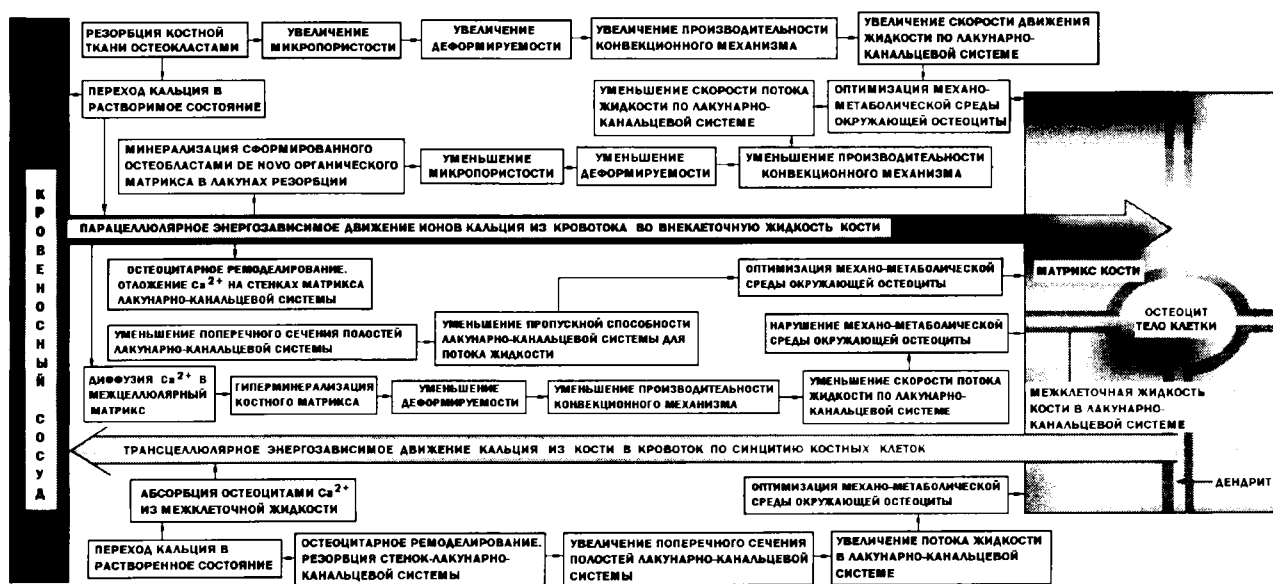 РЕЗОРБЦИЯ КОСТНОЙ
ТКАНИ ОСТЕОКЛАСТАМИ
УВЕЛИЧЕНИЕ
МИКРОПОРИСТОСТИ
УВЕЛИЧЕНИЕ
ДЕФОРМИРУЕМОСТИ
УВЕЛИЧЕНИЕ ПРОИЗВОДИТЕЛЬНОСТИ
КОНВЕКЦИОННОГО МЕХАНИЗМА
УВЕЛИЧЕНИЕ СКОРОСТИ ДВИЖЕНИЯ
ЖИДКОСТИ ПО ЛАКУНАРНО-
КАНАЛЬЦЕВОЙ СИСТЕМЕ
ПЕРЕХОД КАЛЬЦИЯ В
РАСТВОРИМОЕ СОСТОЯНИЕ
УМЕНЬШЕНИЕ СКОРОСТИ ПОТОКА
ЖИДКОСТИ ПО ЛАКУНАРНО-
КАНАЛЬЦЕВОЙ СИСТЕМЕ
ОПТИМИЗАЦИЯ МЕХАНО-
МЕТАБОЛИЧЕСКОЙ СРЕДЫ
ОКРУЖАЮЩЕЙ ОСТЕОЦИТЫ
МИНЕРАЛИЗАЦИЯ СФОРМИРОВАННОГО
ОСТЕОБЛАСТАМИ DE NOVO ОРГАНИЧЕСКОГО
МАТРИКСА В ЛАКУНАХ РЕЗОРБЦИИ
УМЕНЬШЕНИЕ
МИКРОПОРИСТОСТИ
УМЕНЬШЕНИЕ
ДЕФОРМИРУЕМОСТИ
УМЕНЬШЕНИЕ ПРОИЗВОДИТЕЛЬНОСТИ
КОНВЕКЦИОННОГО МЕХАНИЗМА
КРОВЕНОСНЫЙ СОСУД
ПАРАЦЕЛЛЮЛЯРНОЕ ЭНЕРГОЗАВИСИМОЕ ДВИЖЕНИЕ ИОНОВ КАЛЬЦИЯ ИЗ КРОВОТОКА ВО ВНЕКЛЕТОЧНУЮ ЖИДКОСТЬ КОСТИ
ОСТЕОЦИТАРНОЕ РЕМОДЕЛИРОВАНИЕ.
ОТЛОЖЕНИЕ Ca²⁺ НА СТЕНКАХ МАТРИКСА
ЛАКУНАРНО-КАНАЛЬЦЕВОЙ СИСТЕМЫ
ОПТИМИЗАЦИЯ МЕХАНО-МЕТАБОЛИЧЕСКОЙ
СРЕДЫ ОКРУЖАЮЩЕЙ ОСТЕОЦИТЫ
МАТРИКС КОСТИ
УМЕНЬШЕНИЕ ПОПЕРЕЧНОГО СЕЧЕНИЯ ПОЛОСТЕЙ
ЛАКУНАРНО-КАНАЛЬЦЕВОЙ СИСТЕМЫ
УМЕНЬШЕНИЕ ПРОПУСКНОЙ СПОСОБНОСТИ
ЛАКУНАРНО-КАНАЛЬЦЕВОЙ СИСТЕМЫ ДЛЯ
ПОТОКА ЖИДКОСТИ
НАРУШЕНИЕ МЕХАНО-МЕТАБОЛИЧЕСКОЙ
СРЕДЫ ОКРУЖАЮЩЕЙ ОСТЕОЦИТЫ
ОСТЕОЦИТ
ТЕЛО КЛЕТКИ
ДИФФУЗИЯ Ca²⁺ В
МЕЖЦЕЛЛЮЛЯРНЫЙ
МАТРИКС
ГИПЕРМИНЕРАЛИЗАЦИЯ
КОСТНОГО МАТРИКСА
УМЕНЬШЕНИЕ
ДЕФОРМИРУЕМОСТИ
УМЕНЬШЕНИЕ ПРОИЗВОДИТЕЛЬНОСТИ
КОНВЕКЦИОННОГО МЕХАНИЗМА
УМЕНЬШЕНИЕ СКОРОСТИ ПОТОКА
ЖИДКОСТИ ПО ЛАКУНАРНО-
КАНАЛЬЦЕВОЙ СИСТЕМЕ
МЕЖКЛЕТОЧНАЯ ЖИДКОСТЬ
КОСТИ В ЛАКУНАРНО-
КАНАЛЬЦЕВОЙ СИСТЕМЕ
ТРАНСЦЕЛЛЮЛЯРНОЕ ЭНЕРГОЗАВИСИМОЕ ДВИЖЕНИЕ КАЛЬЦИЯ ИЗ КОСТИ В КРОВОТОК ПО СИНЦИТИЮ КОСТНЫХ КЛЕТОК
АБСОРБЦИЯ ОСТЕОЦИТАМИ Ca²⁺
ИЗ МЕЖКЛЕТОЧНОЙ ЖИДКОСТИ
ОПТИМИЗАЦИЯ МЕХАНО-МЕТАБОЛИЧЕСКОЙ
СРЕДЫ ОКРУЖАЮЩЕЙ ОСТЕОЦИТЫ
ДЕНДРИТ
ПЕРЕХОД КАЛЬЦИЯ В
РАСТВОРЕННОЕ СОСТОЯНИЕ
ОСТЕОЦИТАРНОЕ РЕМОДЕЛИРОВАНИЕ.
РЕЗОРБЦИЯ СТЕНОК-ЛАКУНАРНО-
КАНАЛЬЦЕВОЙ СИСТЕМЫ
УВЕЛИЧЕНИЕ ПОПЕРЕЧНОГО СЕЧЕНИЯ
ПОЛОСТЕЙ ЛАКУНАРНО-КАНАЛЬЦЕВОЙ
СИСТЕМЫ
УВЕЛИЧЕНИЕ ПОТОКА ЖИДКОСТИ
В ЛАКУНАРНО-КАНАЛЬЦЕВОЙ
СИСТЕМЕ